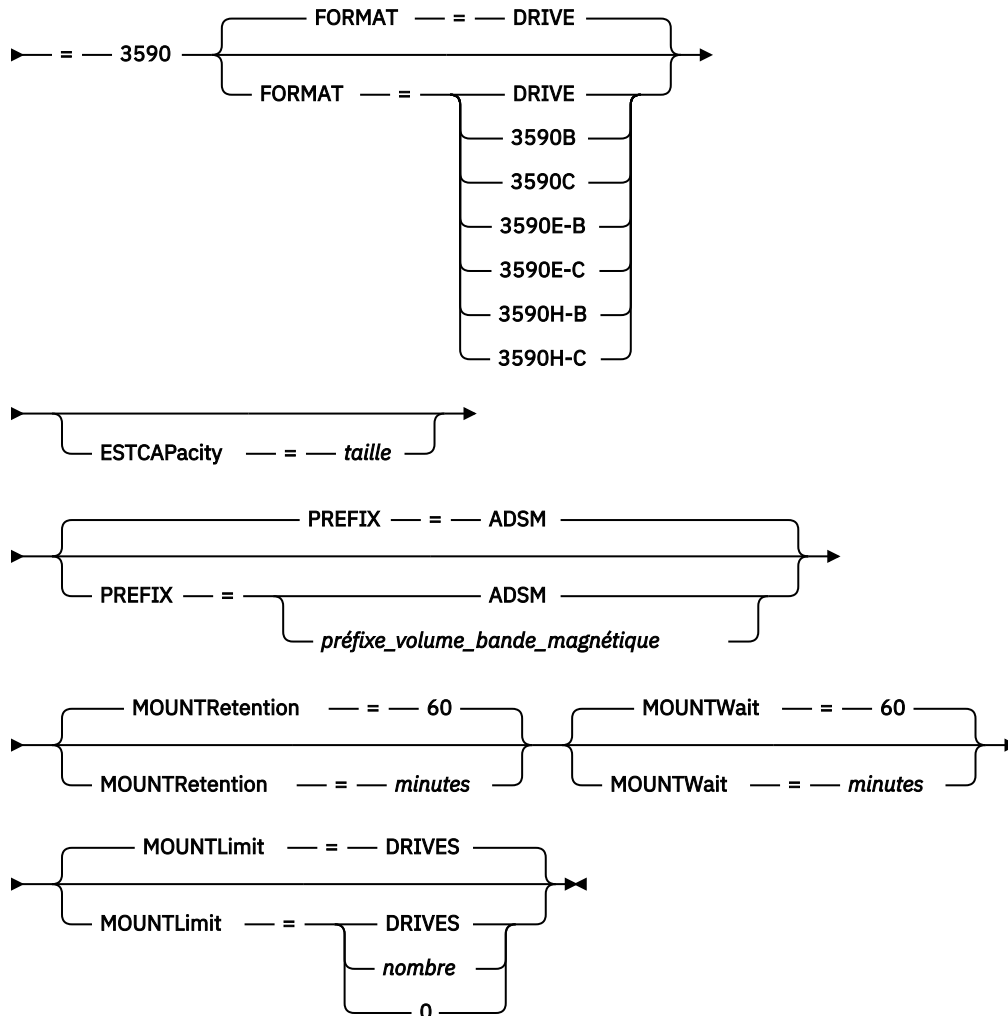 FORMAT = DRIVE
= 3590
FORMAT = DRIVE
3590B
3590C
3590E-B
3590E-C
3590H-B
3590H-C
ESTCAPacity = taille
PREFIX = ADSM
PREFIX = ADSM
préfixe_volume_bande_magnétique
MOUNTRetention = 60 MOUNTWait = 60
MOUNTRetention = minutes MOUNTWait = minutes
MOUNTLimit = DRIVES
MOUNTLimit = DRIVES
nombre
0